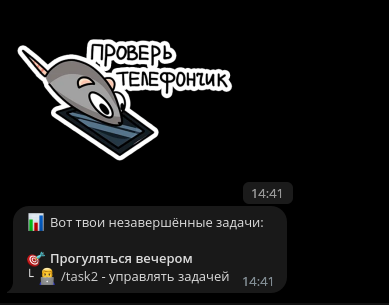 ПРОВЕРЬ
ТЕЛЕФОНЧИК
14:41
📊 Вот твои незавершённые задачи:
🎯 Прогуляться вечером
└ 👨‍💻 /task2 - управлять задачей 14:41